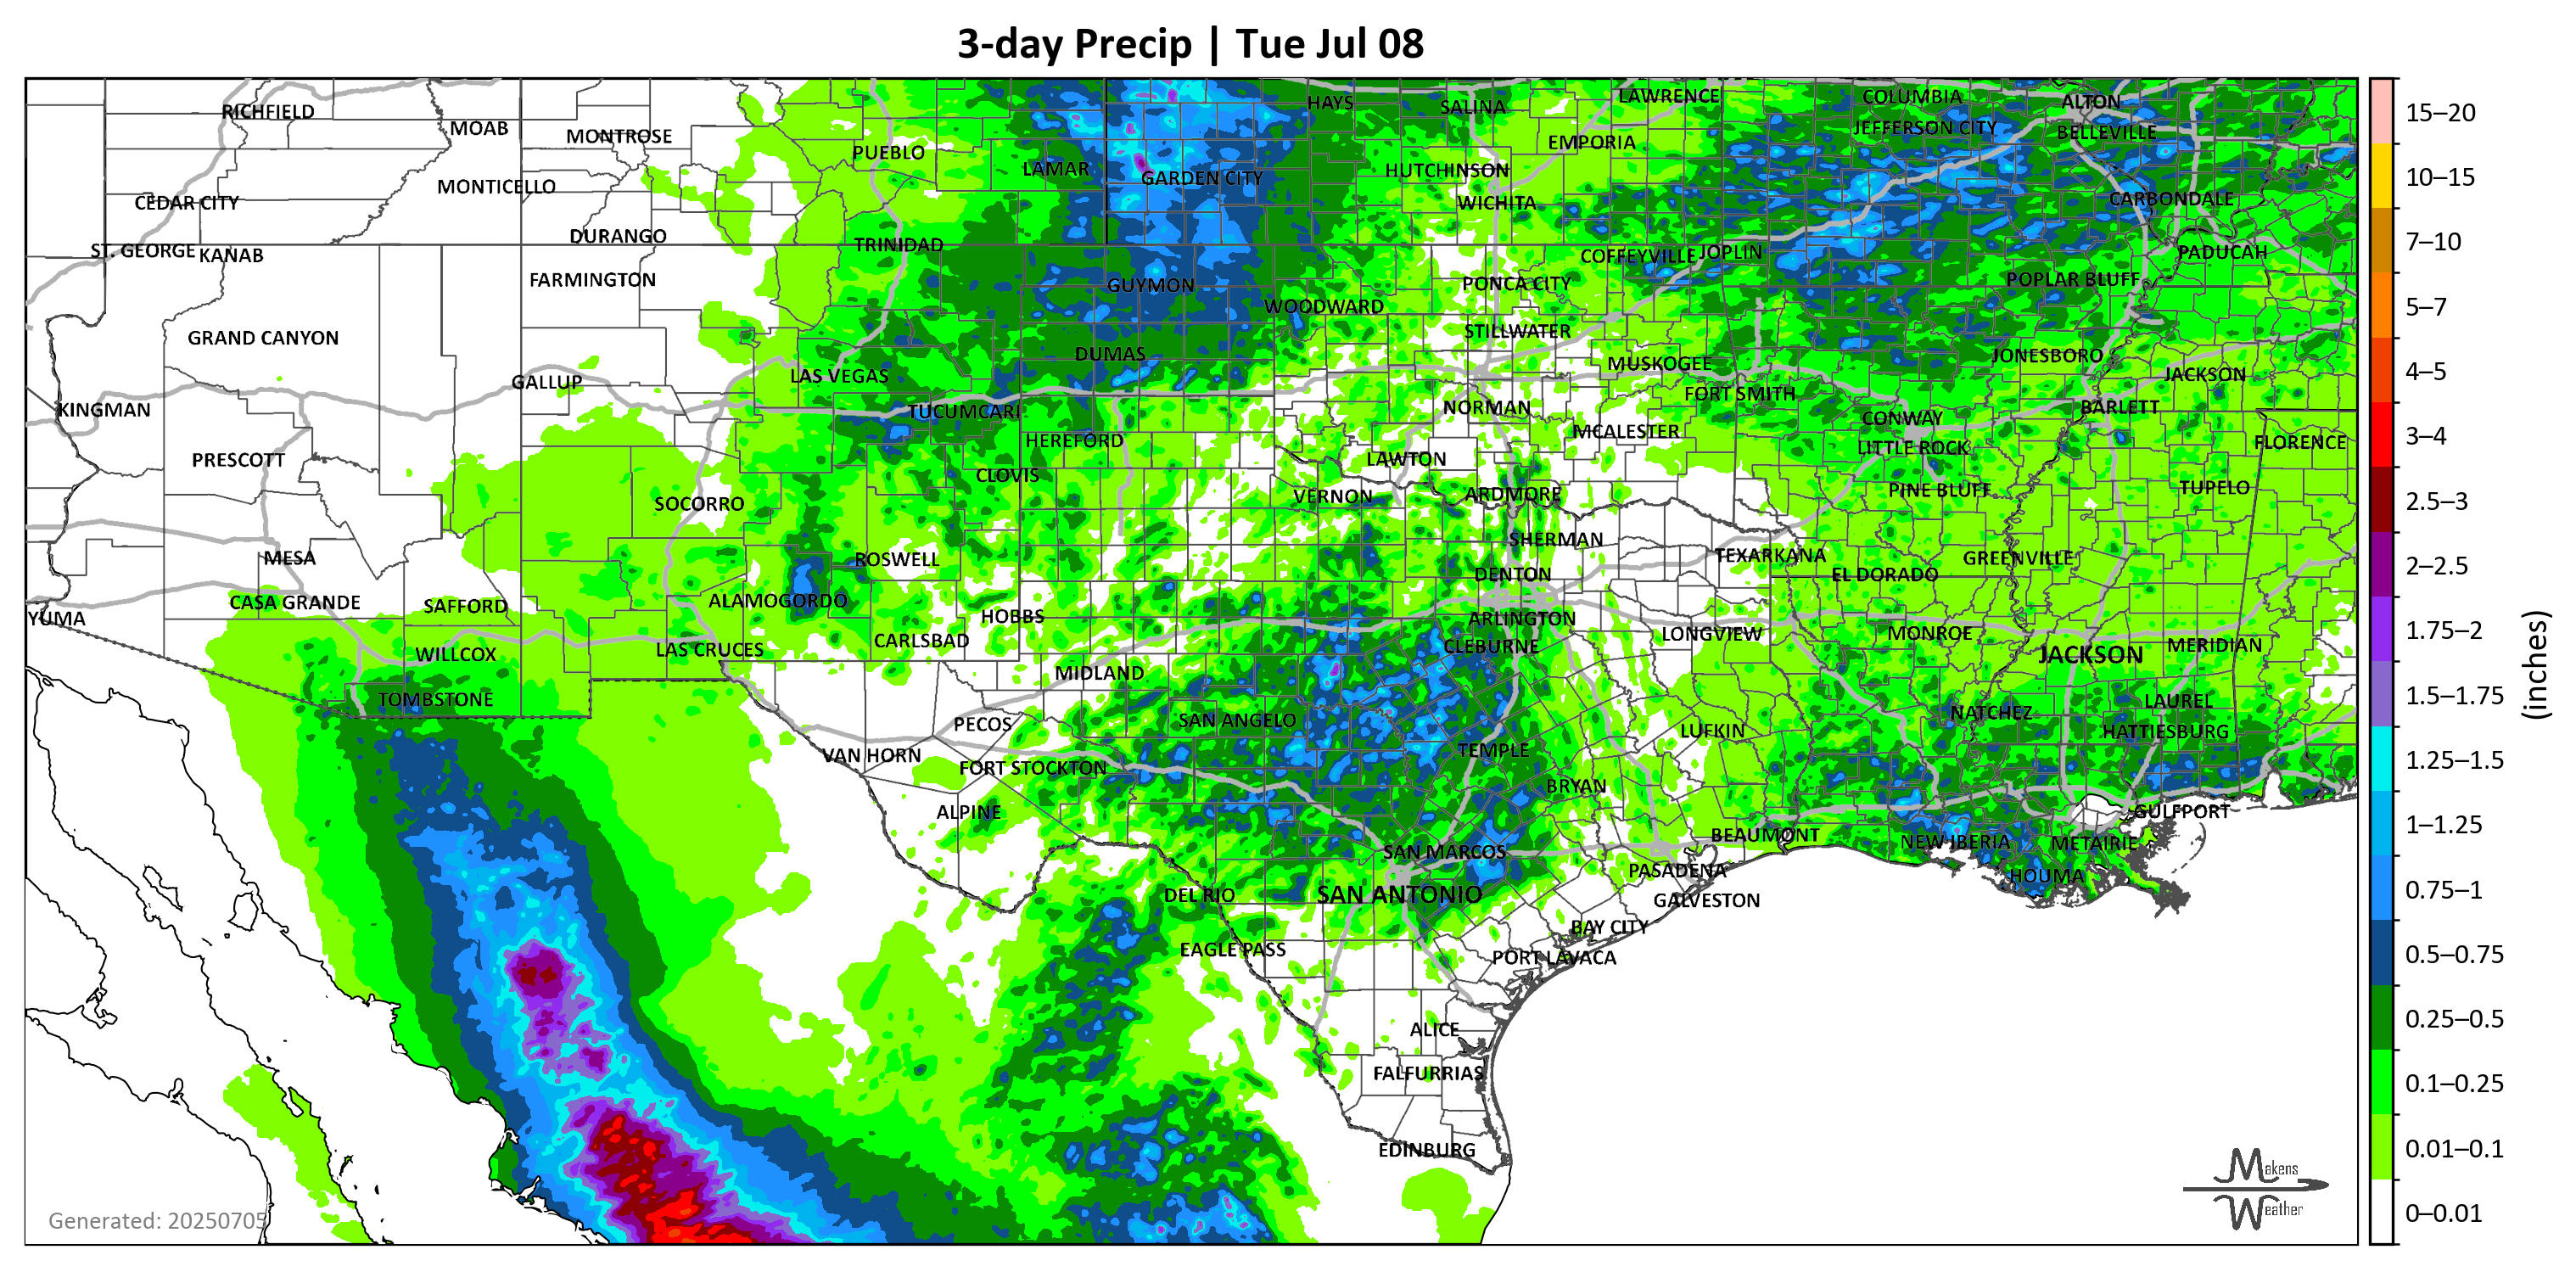 3-day Precip | Tue Jul 08
RICHFIELD
MOAB
MONTROSE
PUEBLO
LAMAR
GARDEN CITY
HAYS
SALINA
LAWRENCE
EMPORIA
HUTCHINSON
WICHITA
COLUMBIA
JEFFERSON CITY
ALTON
BELLEVILLE
CARBONDALE
MONTICELLO
CEDAR CITY
DURANGO
TRINIDAD
ST. GEORGE
KANAB
FARMINGTON
GUYMON
WOODWARD
PONCA CITY
COFFEYVILLE
JOPLIN
POPLAR BLUFF
PADUCAH
GRAND CANYON
STILLWATER
DUMAS
MUSKOGEE
JONESBORO
JACKSON
GALLUP
LAS VEGAS
FORT SMITH
KINGMAN
TUCUMCARI
NORMAN
CONWAY
BARLETT
HEREFORD
MCALESTER
LITTLE ROCK
FLORENCE
PRESCOTT
CLOVIS
LAWTON
SOCORRO
VERNON
ARDMORE
PINE BLUFF
TUPELO
MESA
ROSWELL
SHERMAN
TEXARKANA
GREENVILLE
DENTON
EL DORADO
CASA GRANDE
SAFFORD
ALAMOGORDO
HOBBS
ARLINGTON
YUMA
CARLSBAD
CLEBURNE
LONGVIEW
MONROE
JACKSON
MERIDIAN
WILLCOX
LAS CRUCES
MIDLAND
TOMBSTONE
PECOS
SAN ANGELO
LUFKIN
NATCHEZ
LAUREL
HATTIESBURG
VAN HORN
FORT STOCKTON
TEMPLE
BRYAN
ALPINE
BEAUMONT
GULFPORT
NEW IBERIA
METAIRIE
SAN MARCOS
PASADENA
HOUMA
DEL RIO
SAN ANTONIO
GALVESTON
BAY CITY
EAGLE PASS
PORT LAVACA
ALICE
FALFURRIAS
EDINBURG
Generated: 20250705
Makens
Weather
15–20
10–15
7–10
5–7
4–5
3–4
2.5–3
2–2.5
1.75–2
1.5–1.75
1.25–1.5
1–1.25
0.75–1
0.5–0.75
0.25–0.5
0.1–0.25
0.01–0.1
0–0.01
(inches)